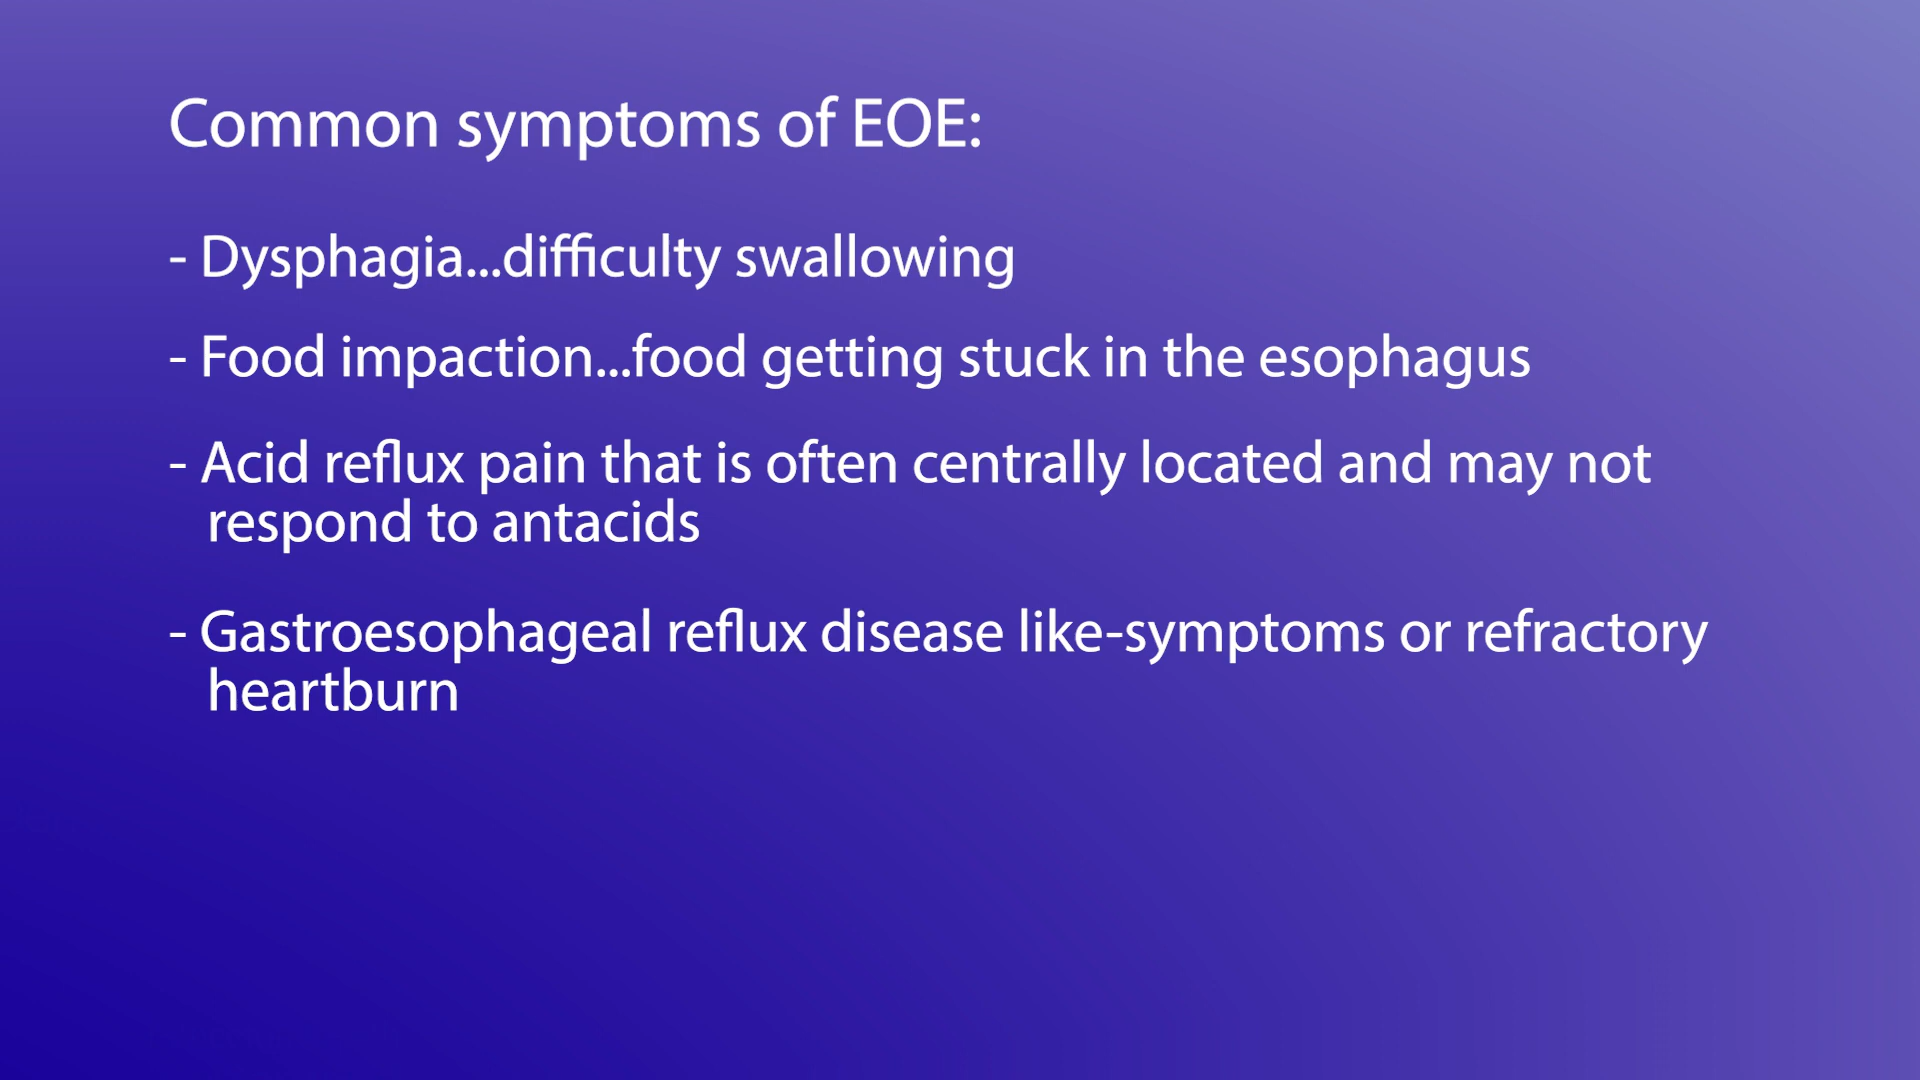 Common symptoms of EOE:
- Dysphagia...difficulty swallowing
- Food impaction...food getting stuck in the esophagus
- Acid reflux pain that is often centrally located and may not
respond to antacids
- Gastroesophageal reflux disease like-symptoms or refractory
heartburn